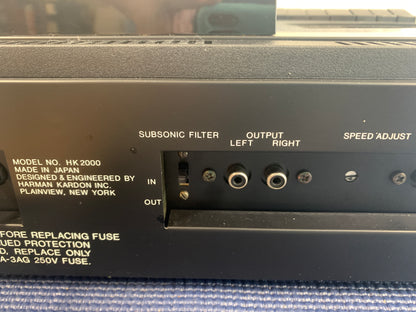 SUBSONIC FILTER
OUTPUT
LEFT RIGHT
SPEED ADJUST
MODEL NO. HK2000
MADE IN JAPAN
DESIGNED & ENGINEERED BY
HARMAN KARDON INC.
PLAINVIEW, NEW YORK
IN
OUT
EFORE REPLACING FUSE
UED PROTECTION
D, REPLACE ONLY
A-3AG 250V FUSE.